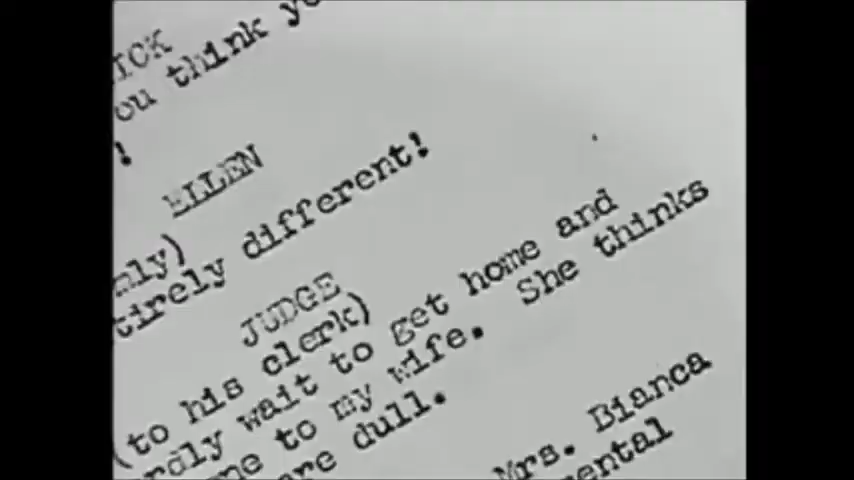 ICK
ou think yo
!
ELLEN
nly)
tirely different!
JUDGE
(to his clerk)
rdly wait to get home and
me to my wife. She thinks
are dull.
Mrs. Bianca
ental